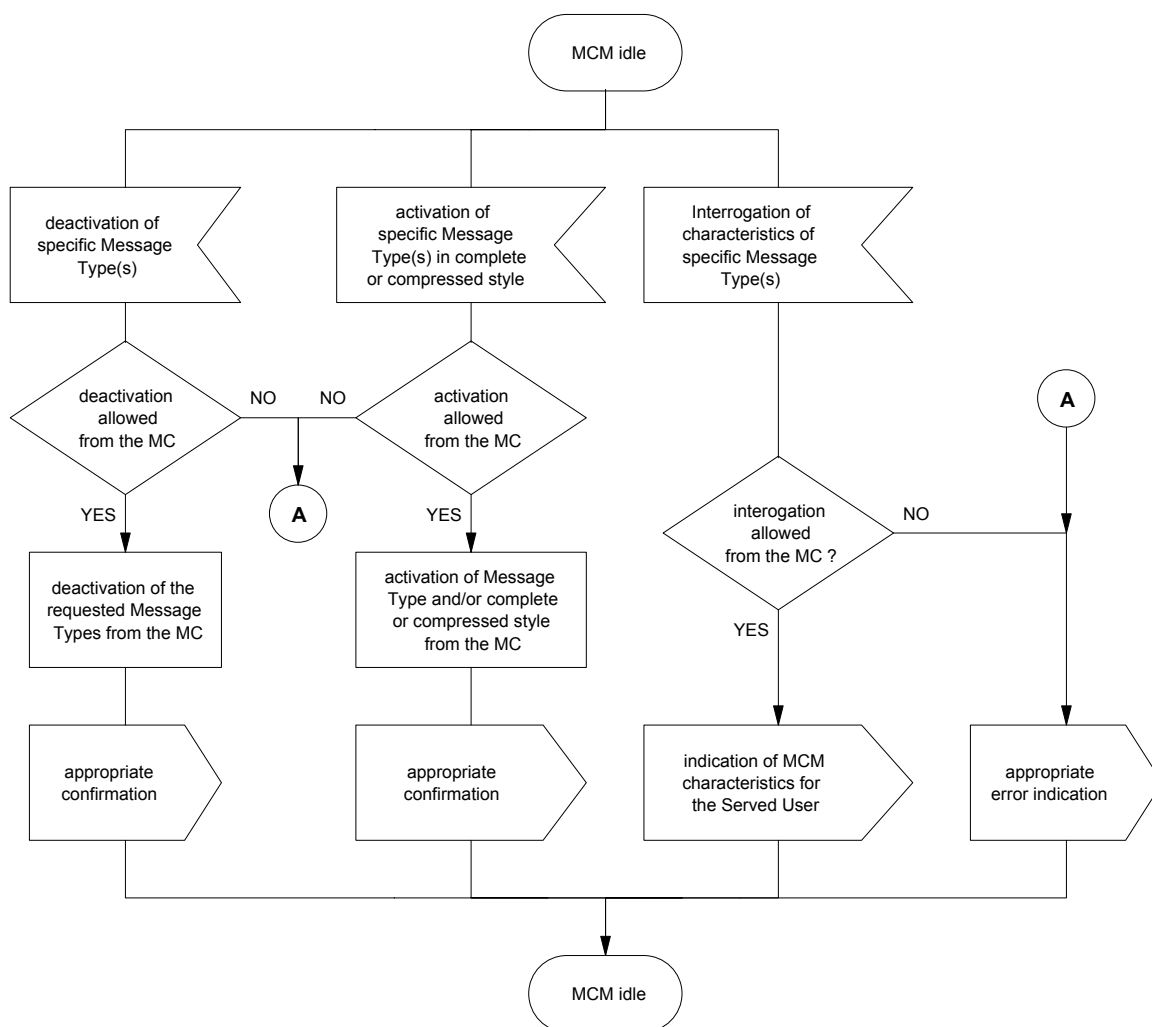 MCM idle
deactivation of
specific Message
Type(s)
activation of
specific Message
Type(s) in complete
or compressed style
Interrogation of
characteristics of
specific Message
Type(s)
deactivation
allowed
from the MC
NO
NO
activation
allowed
from the MC
A
YES
A
YES
interogation
allowed
from the MC ?
NO
deactivation of the
requested Message
Types from the MC
activation of Message
Type and/or complete
or compressed style
from the MC
YES
appropriate
confirmation
appropriate
confirmation
indication of MCM
characteristics for
the Served User
appropriate
error indication
MCM idle